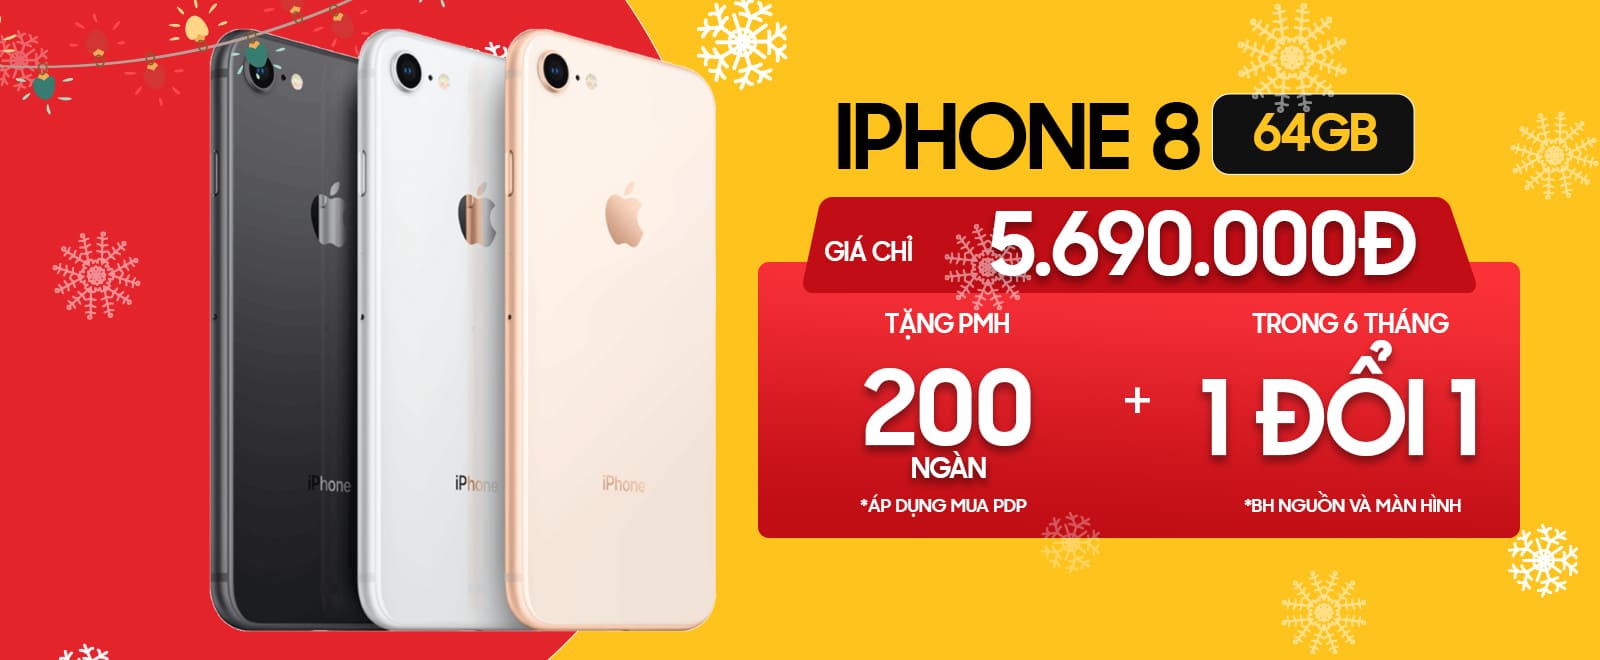 IPHONE 8 64GB
GIÁ CHỈ 5.690.000Đ
TẶNG PMH
200
NGÀN
*ÁP DỤNG MUA PDP
+
TRONG 6 THÁNG
1 ĐỔI 1
*BH NGUỒN VÀ MÀN HÌNH
iPhone
iPhone
iPhone